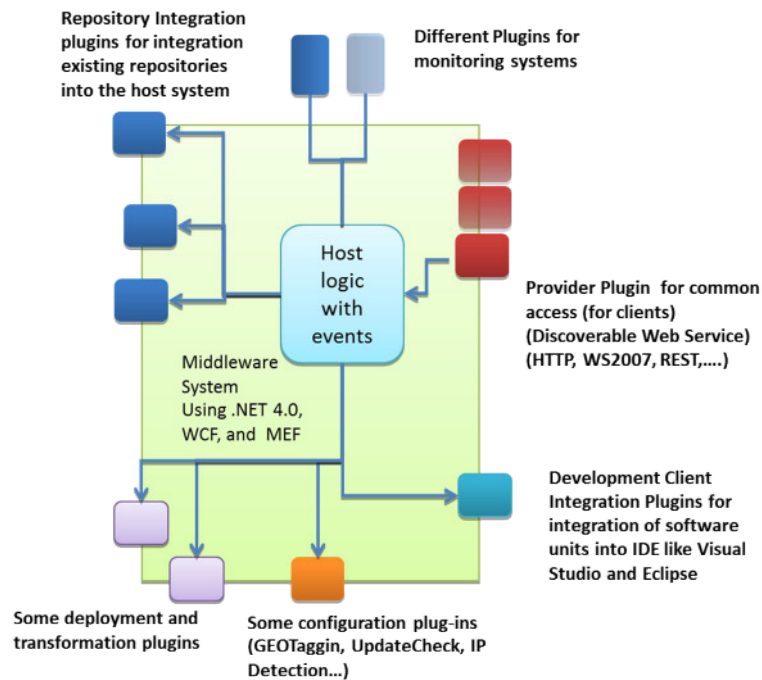 Repository Integration
plugins for integration
existing repositories
into the host system
Different Plugins for
monitoring systems
Host
logic
with
events
Provider Plugin for common
access (for clients)
(Discoverable Web Service)
(HTTP, WS2007, REST,....)
Middleware
System
Using .NET 4.0,
WCF, and MEF
Development Client
Integration Plugins for
integration of software
units into IDE like Visual
Studio and Eclipse
Some deployment and
transformation plugins
Some configuration plug-ins
(GEOTaggin, UpdateCheck, IP
Detection...)